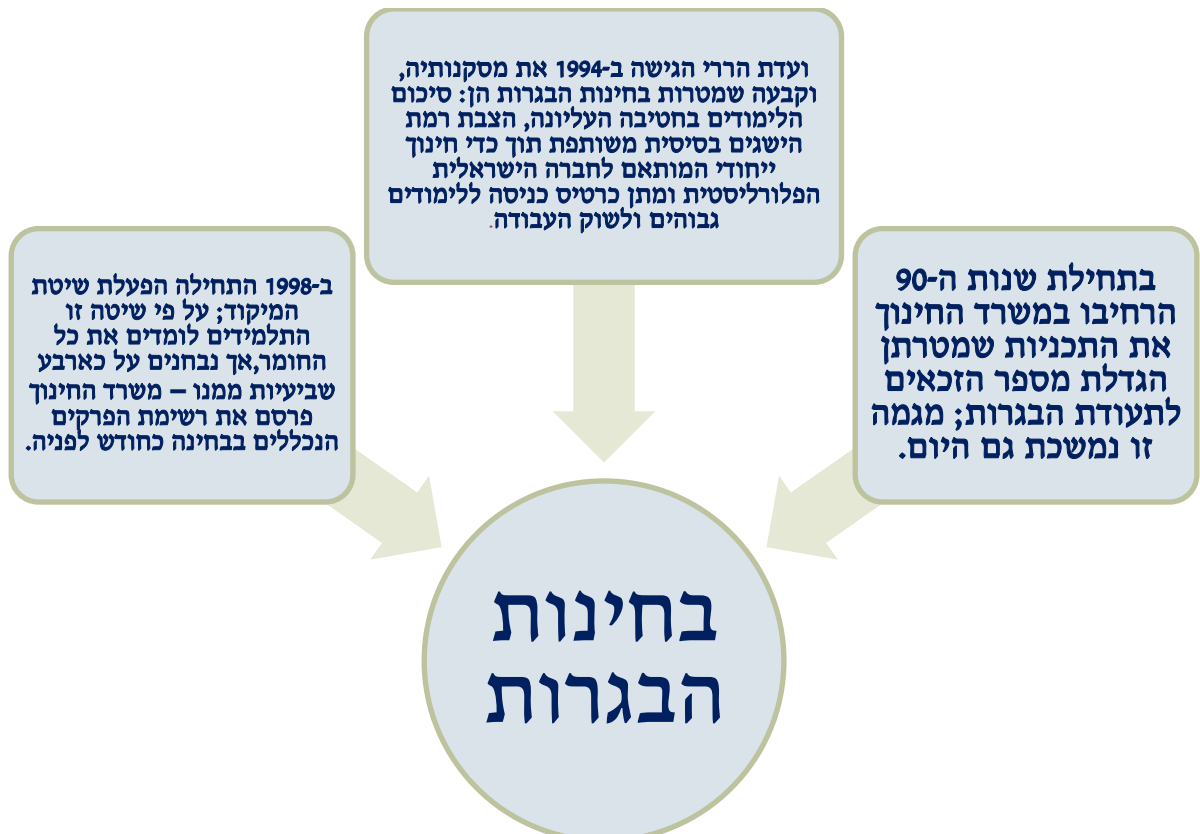 בתחילת שנות ה-90
הרחיבו במשרד החינוך
את התכניות שמטרתן
הגדלת מספר הזכאים
לתעודת הבגרות; מגמה
זו נמשכת גם היום.
ועדת הררי הגישה ב-1994 את מסקנותיה,
וקבעה שמטרות בחינות הבגרות הן: סיכום
הלימודים בחטיבה העליונה, הצבת רמת
הישגים בסיסית משותפת תוך כדי חינוך
ייחודי המותאם לחברה הישראלית
הפלורליסטית ומתן כרטיס כניסה ללימודים
גבוהים ולשוק העבודה.
ב-1998 התחילה הפעלת שיטת
המיקוד; על פי שיטה זו
התלמידים לומדים את כל
החומר,אך נבחנים על כארבע
שביעיות ממנו – משרד החינוך
פרסם את רשימת הפרקים
הנכללים בבחינה כחודש לפניה.
בחינות
הבגרות